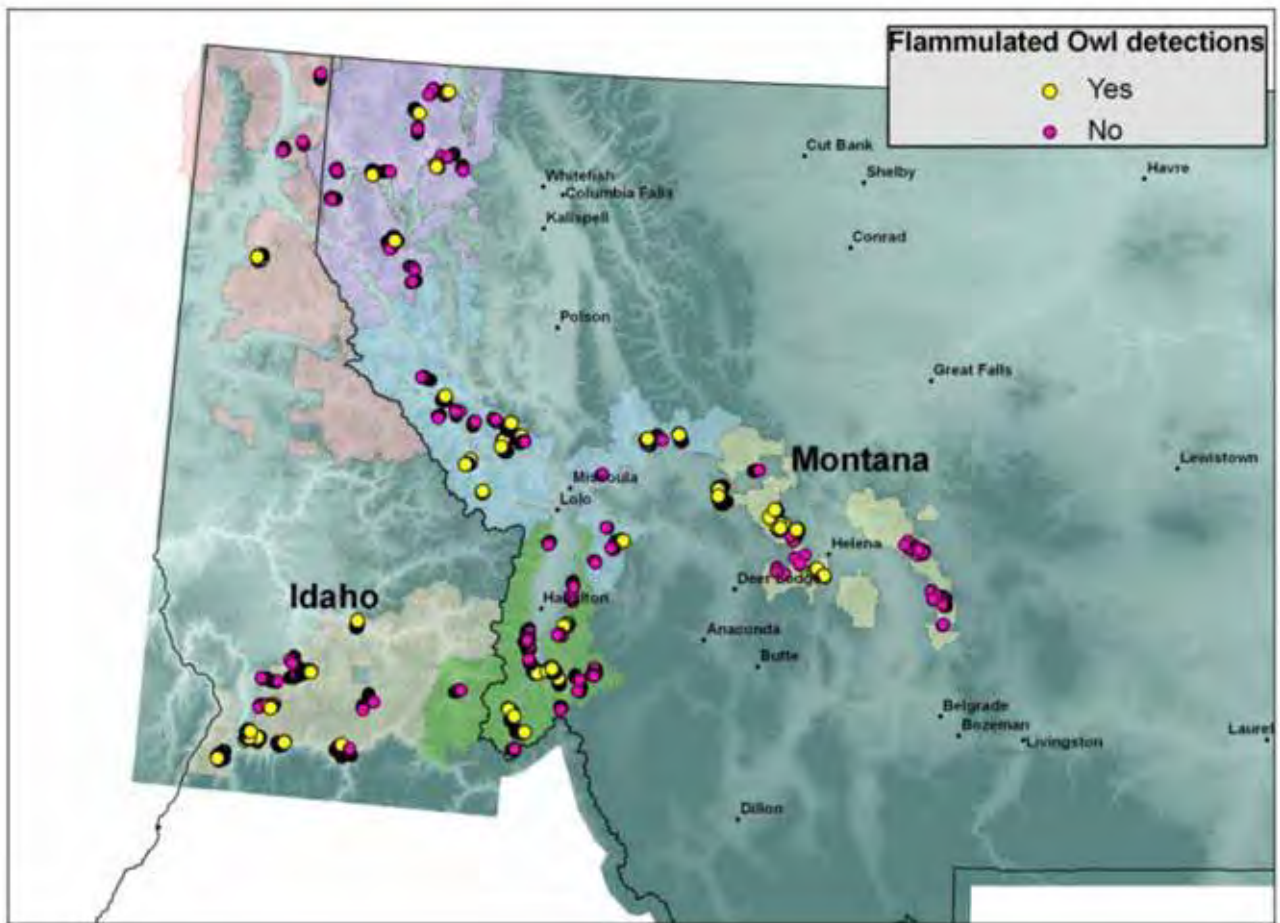 Flammulated Owl detections
Yes
No
Cut Bank
Shelby
Havre
Whitefish
Columbia Falls
Kalispell
Conrad
Polson
Great Falls
Montana
Lewistown
Missoula
Lolo
Helena
Deer Lodge
Idaho
Hamilton
Anaconda
Butte
Belgrade
Bozeman
Livingston
Laurel
Dillon